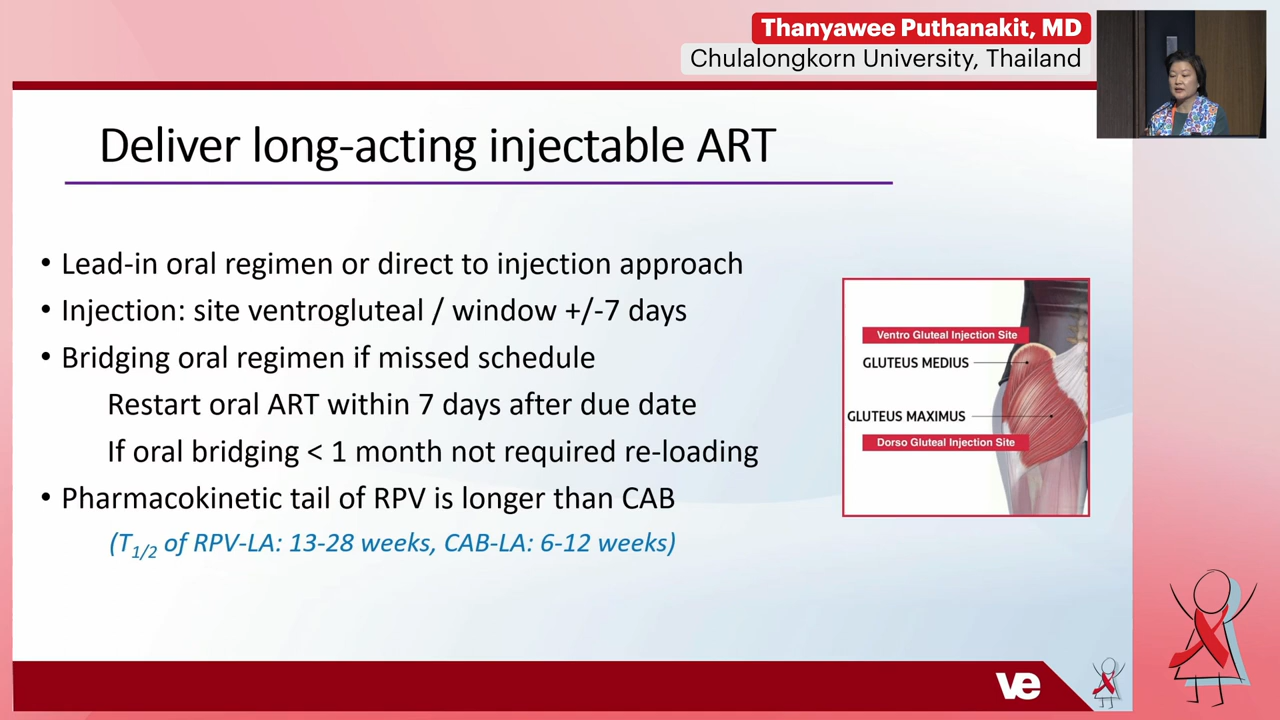 Thanyawee Puthanakit, MD
Chulalongkorn University, Thailand
Deliver long-acting injectable ART
• Lead-in oral regimen or direct to injection approach
• Injection: site ventrogluteal / window +/-7 days
• Bridging oral regimen if missed schedule
Restart oral ART within 7 days after due date
If oral bridging < 1 month not required re-loading
• Pharmacokinetic tail of RPV is longer than CAB
(T1/2 of RPV-LA: 13-28 weeks, CAB-LA: 6-12 weeks)
Ventro Gluteal Injection Site
GLUTEUS MEDIUS
GLUTEUS MAXIMUS
Dorso Gluteal Injection Site
ve